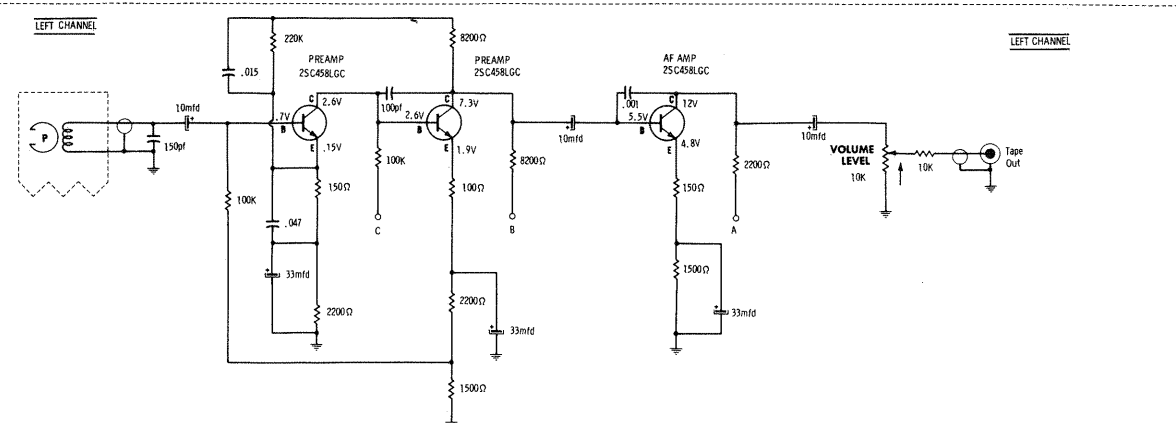 LEFT CHANNEL
LEFT CHANNEL
220K
8200Ω
PREAMP
2SC458LGC
PREAMP
2SC458LGC
AF AMP
2SC458LGC
.015
10mfd
P
150pf
C
2.6V
.7V
B
E
.15V
100pf
C
7.3V
2.6V
B
E
1.9V
.001
C
12V
5.5V
B
E
4.8V
10mfd
10mfd
VOLUME
LEVEL
10K
10K
Tape
Out
100K
150Ω
100K
100Ω
8200Ω
150Ω
2200Ω
.047
C
B
A
33mfd
2200Ω
2200Ω
33mfd
1500Ω
33mfd
1500Ω